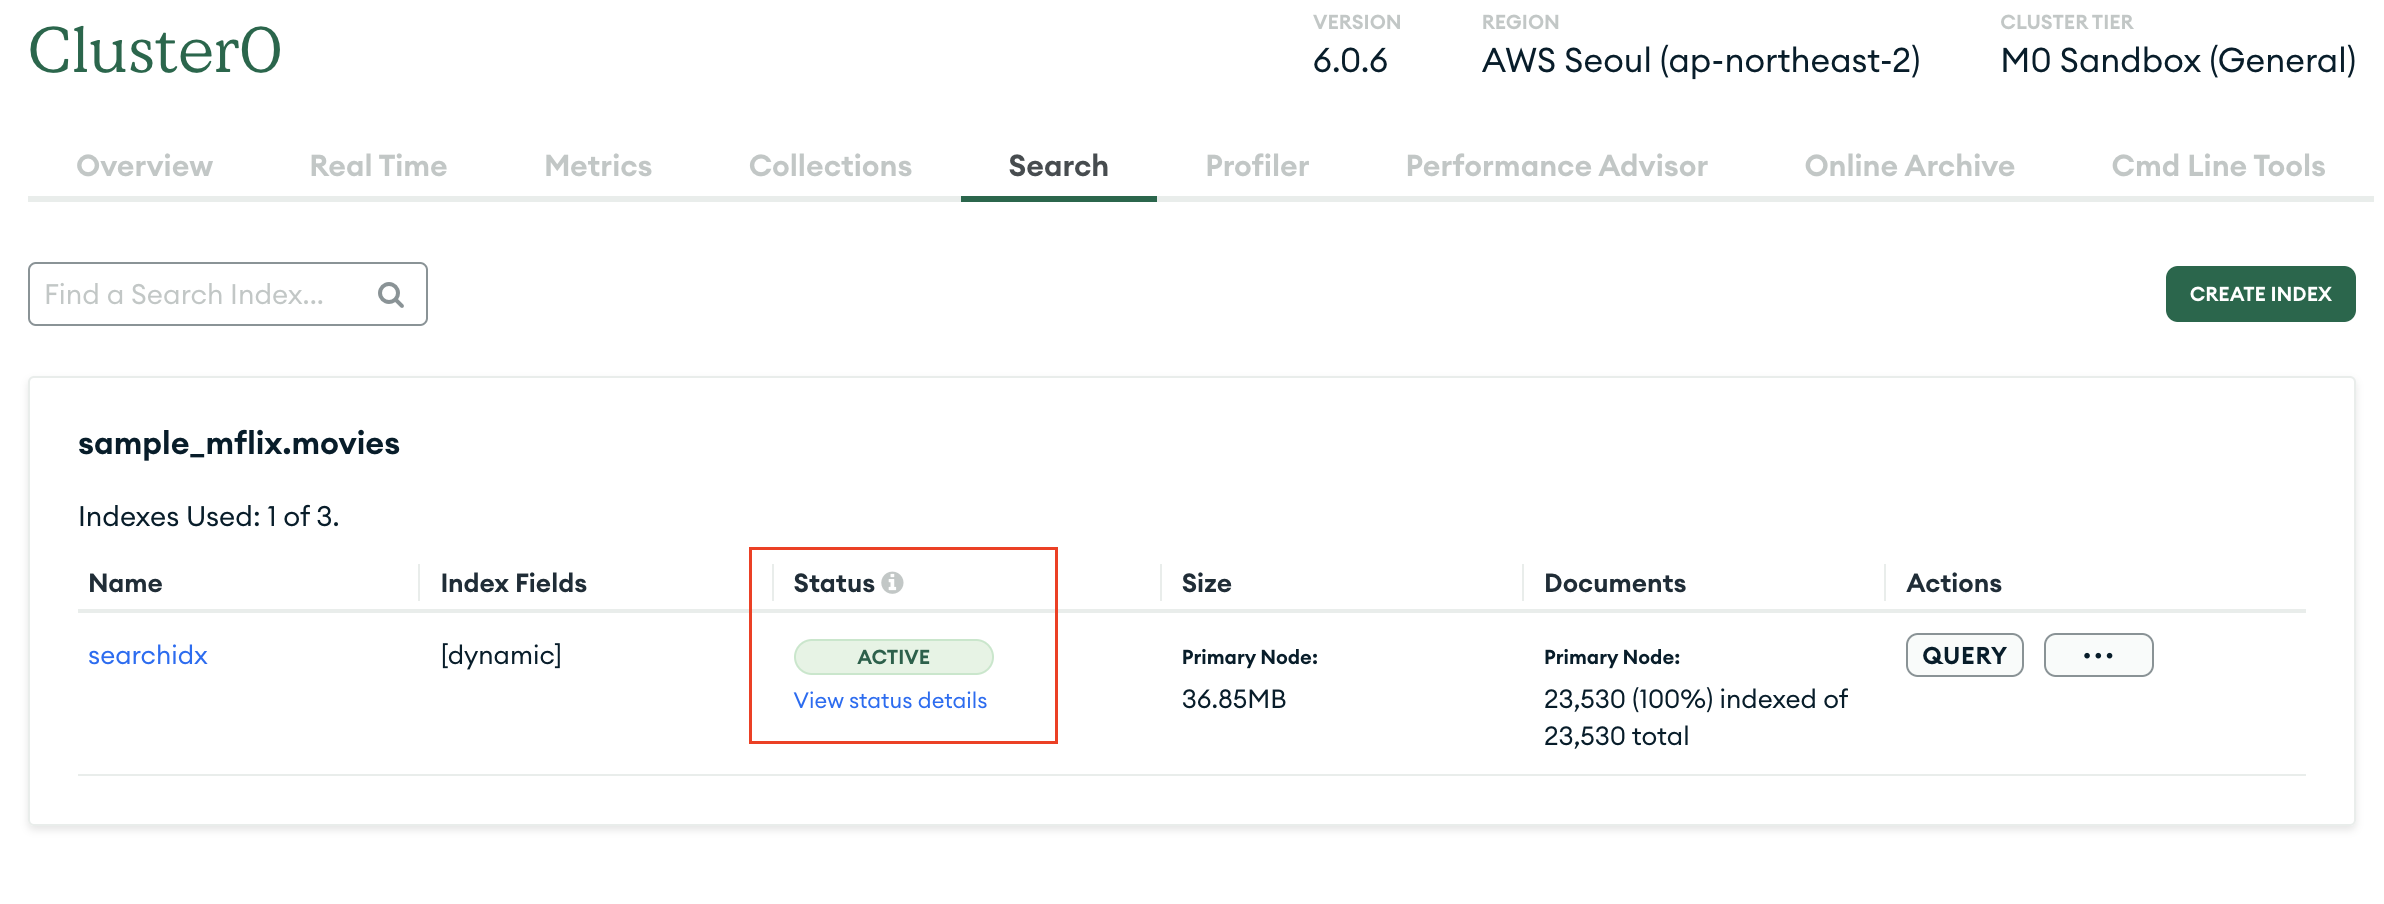 Cluster0
VERSION
6.0.6
REGION
AWS Seoul (ap-northeast-2)
CLUSTER TIER
M0 Sandbox (General)
Overview
Real Time
Metrics
Collections
Search
Profiler
Performance Advisor
Online Archive
Cmd Line Tools
Find a Search Index...
CREATE INDEX
sample_mflix.movies
Indexes Used: 1 of 3.
Name
Index Fields
Status
Size
Documents
Actions
searchidx
[dynamic]
ACTIVE
View status details
Primary Node:
36.85MB
Primary Node:
23,530 (100%) indexed of
23,530 total
QUERY
...